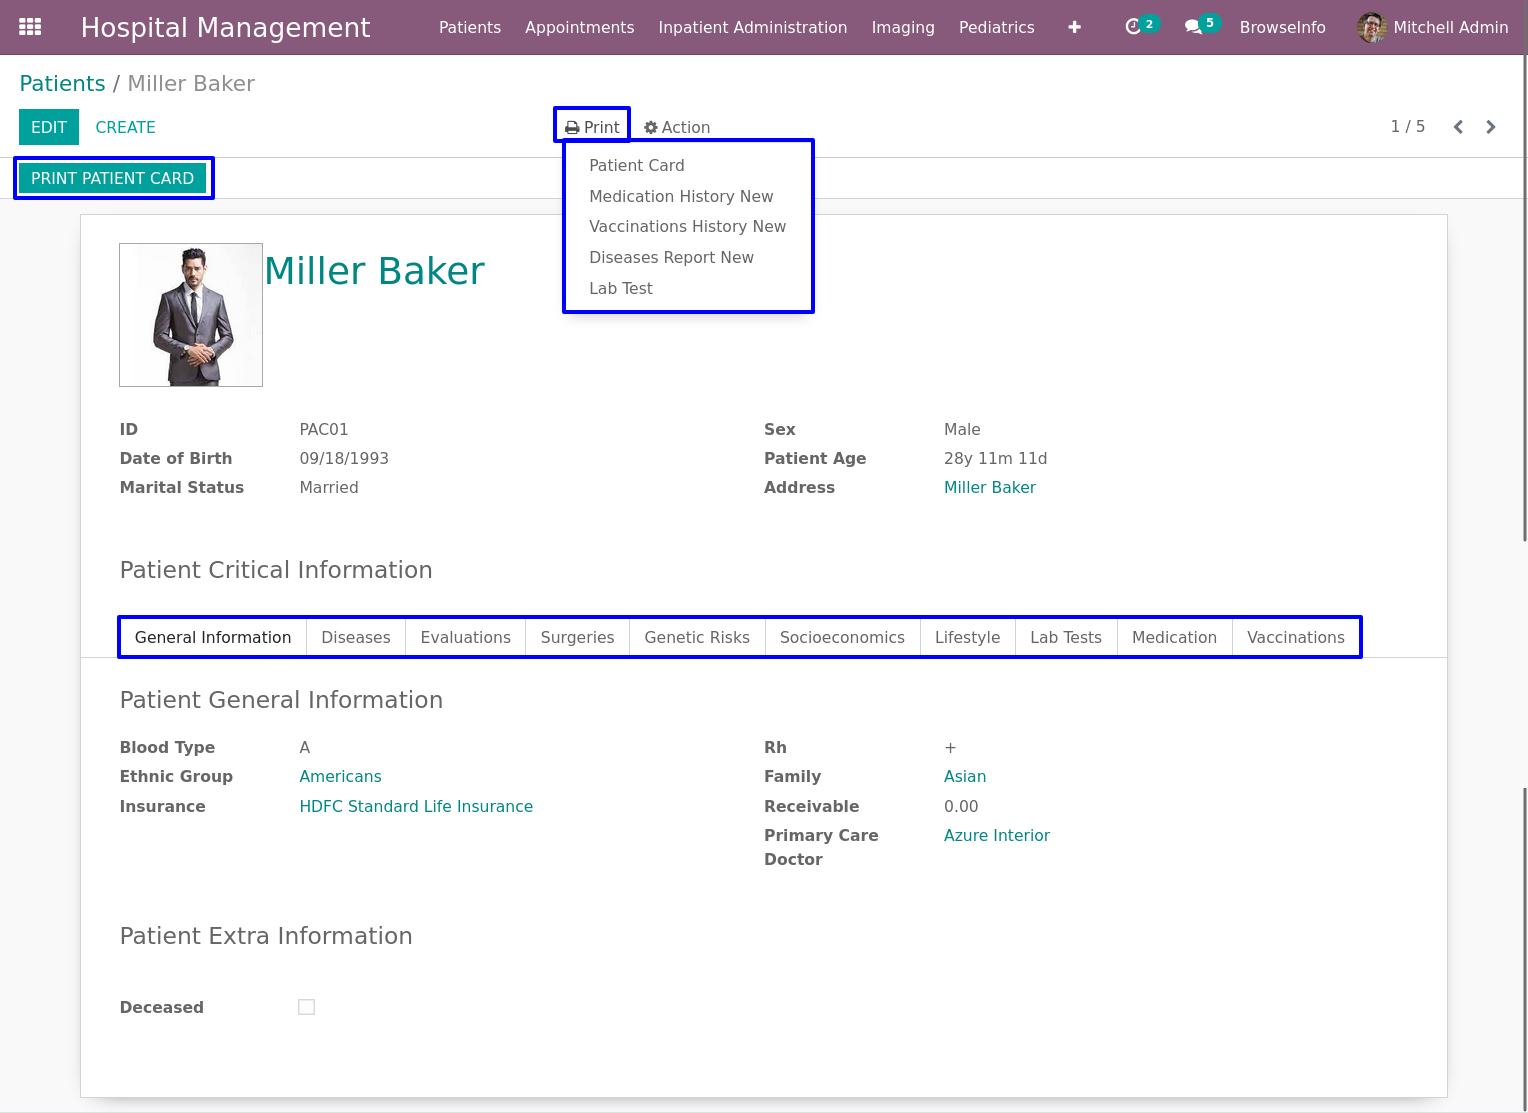 Hospital Management Patients Appointments Inpatient Administration Imaging Pediatrics 2 5 BrowseInfo Mitchell Admin
Patients / Miller Baker
EDIT CREATE Print Action 1 / 5
PRINT PATIENT CARD
Patient Card
Medication History New
Vaccinations History New
Diseases Report New
Lab Test
Miller Baker
ID PAC01 Sex Male
Date of Birth 09/18/1993 Patient Age 28y 11m 11d
Marital Status Married Address Miller Baker
Patient Critical Information
General Information Diseases Evaluations Surgeries Genetic Risks Socioeconomics Lifestyle Lab Tests Medication Vaccinations
Patient General Information
Blood Type A Rh +
Ethnic Group Americans Family Asian
Insurance HDFC Standard Life Insurance Receivable 0.00
Primary Care Azure Interior
Doctor
Patient Extra Information
Deceased